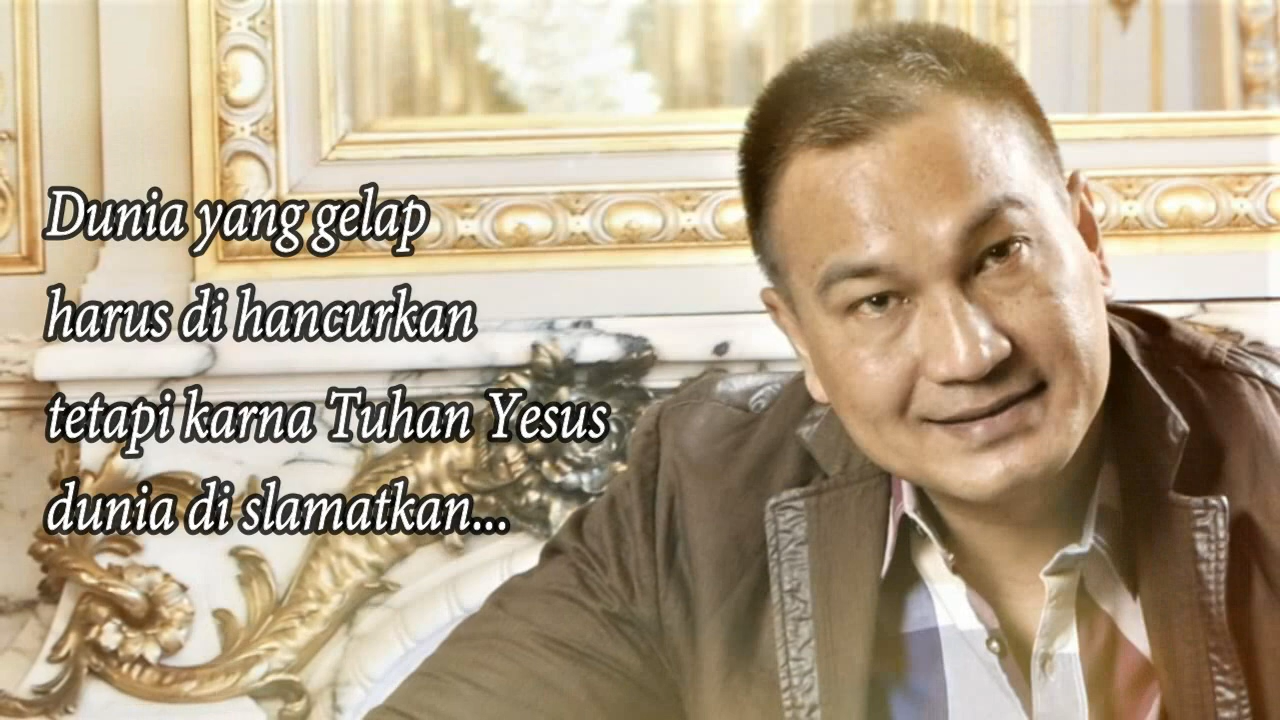 Dunia yang gelap
harus di hancurkan
tetapi karna Tuhan Yesus
dunia di slamatkan...